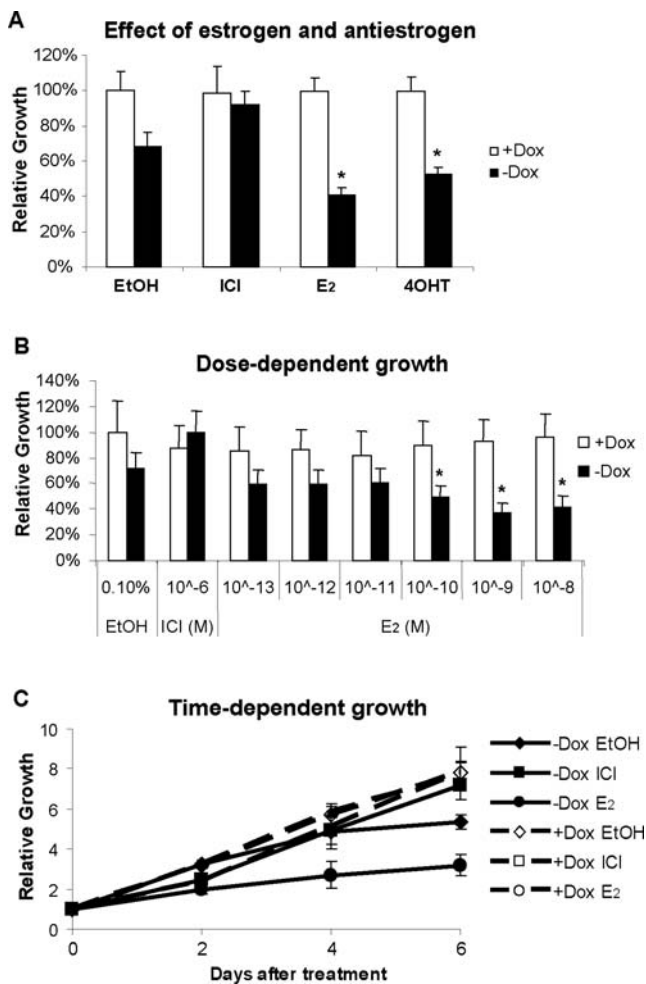 A
Effect of estrogen and antiestrogen
120%
100%
80%
60%
40%
20%
0%
Relative Growth
* *
EtOH ICI E2 4OHT
+Dox
-Dox
B
Dose-dependent growth
140%
120%
100%
80%
60%
40%
20%
0%
Relative Growth
* * *
+Dox
-Dox
0.10% 10^-6 10^-13 10^-12 10^-11 10^-10 10^-9 10^-8
EtOH ICI (M) E2 (M)
C
Time-dependent growth
10
8
6
4
2
0
Relative Growth
0 2 4 6
Days after treatment
-Dox EtOH
-Dox ICI
-Dox E2
+Dox EtOH
+Dox ICI
+Dox E2